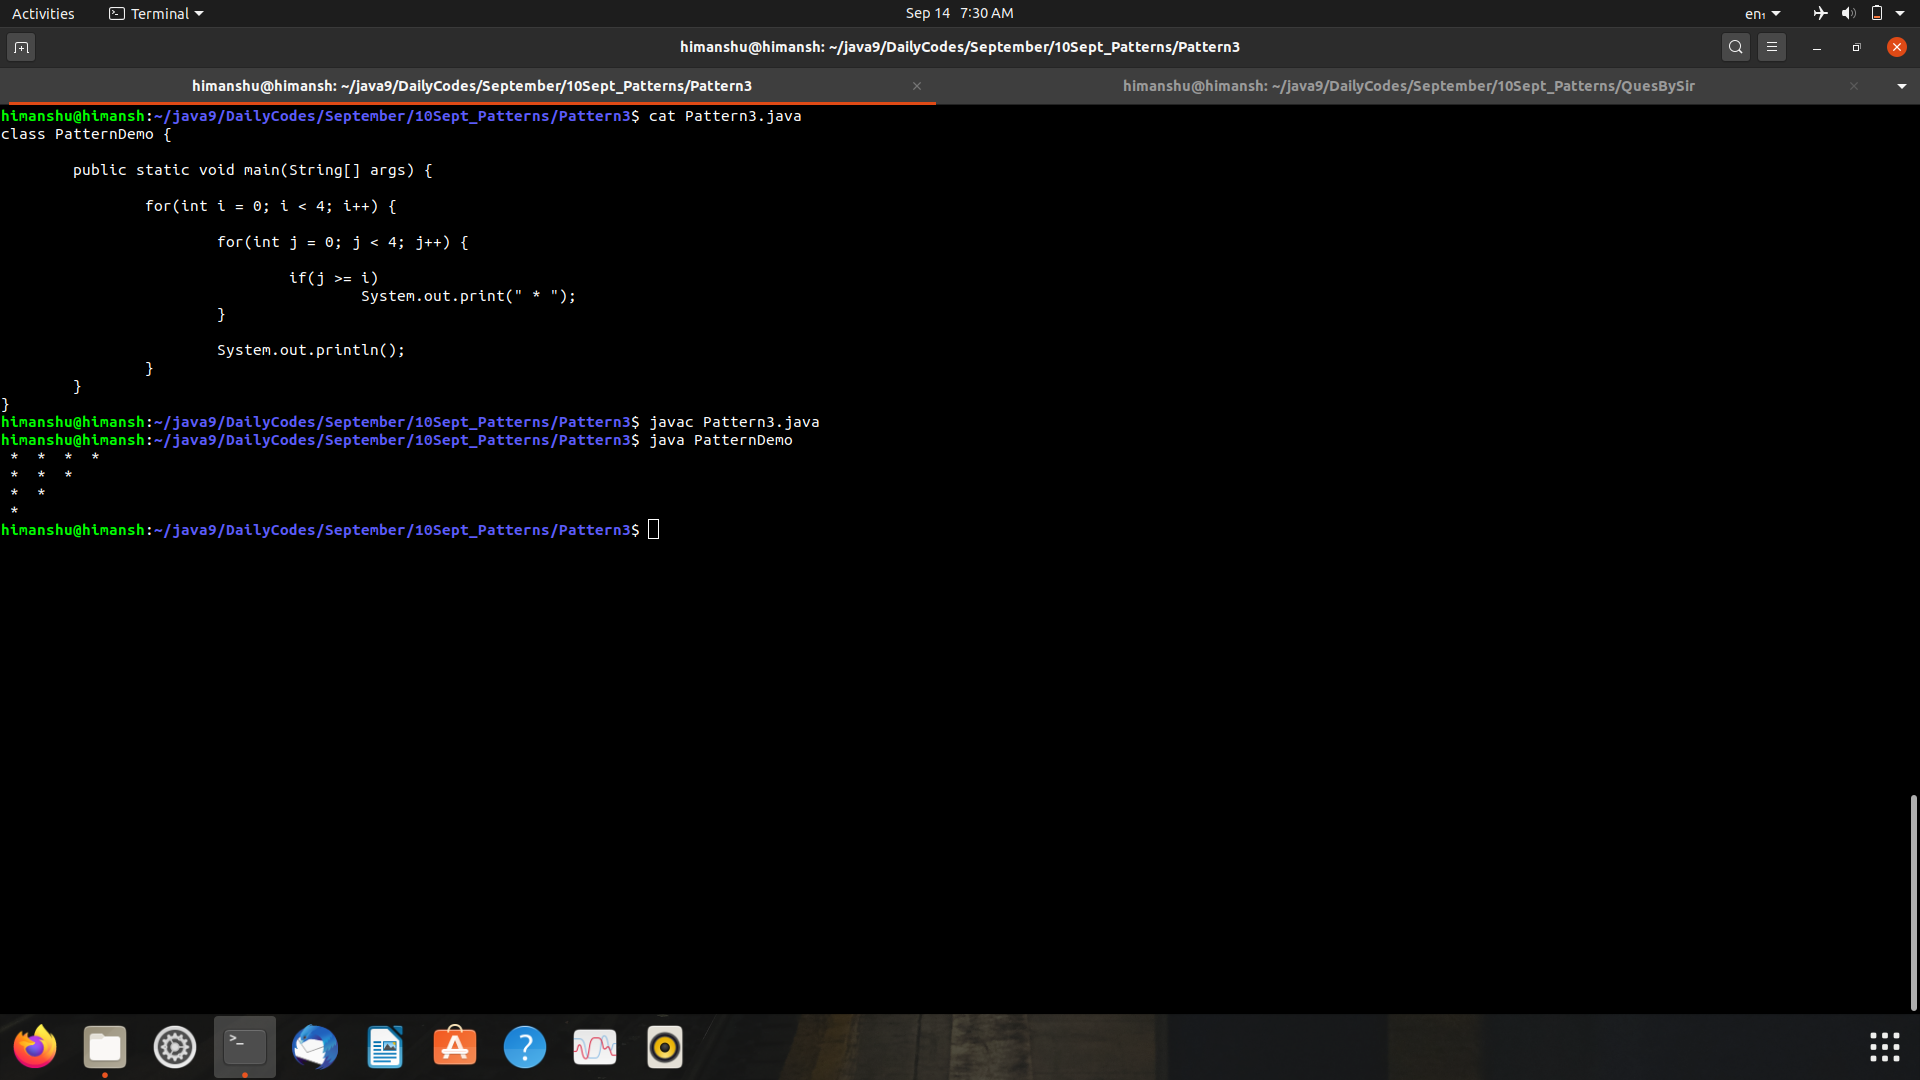 Activities Terminal Sep 14 7:30 AM en₁
himanshu@himansh: ~/java9/DailyCodes/September/10Sept_Patterns/Pattern3
himanshu@himansh: ~/java9/DailyCodes/September/10Sept_Patterns/Pattern3 himanshu@himansh: ~/java9/DailyCodes/September/10Sept_Patterns/QuesBySir
himanshu@himansh:~/java9/DailyCodes/September/10Sept_Patterns/Pattern3$ cat Pattern3.java
class PatternDemo {
        public static void main(String[] args) {
                for(int i = 0; i < 4; i++) {
                        for(int j = 0; j < 4; j++) {
                                if(j >= i)
                                        System.out.print(" * ");
                        }
                        System.out.println();
                }
        }
}
himanshu@himansh:~/java9/DailyCodes/September/10Sept_Patterns/Pattern3$ javac Pattern3.java
himanshu@himansh:~/java9/DailyCodes/September/10Sept_Patterns/Pattern3$ java PatternDemo
 *  *  *  *
 *  *  *
 *  *
 *
himanshu@himansh:~/java9/DailyCodes/September/10Sept_Patterns/Pattern3$